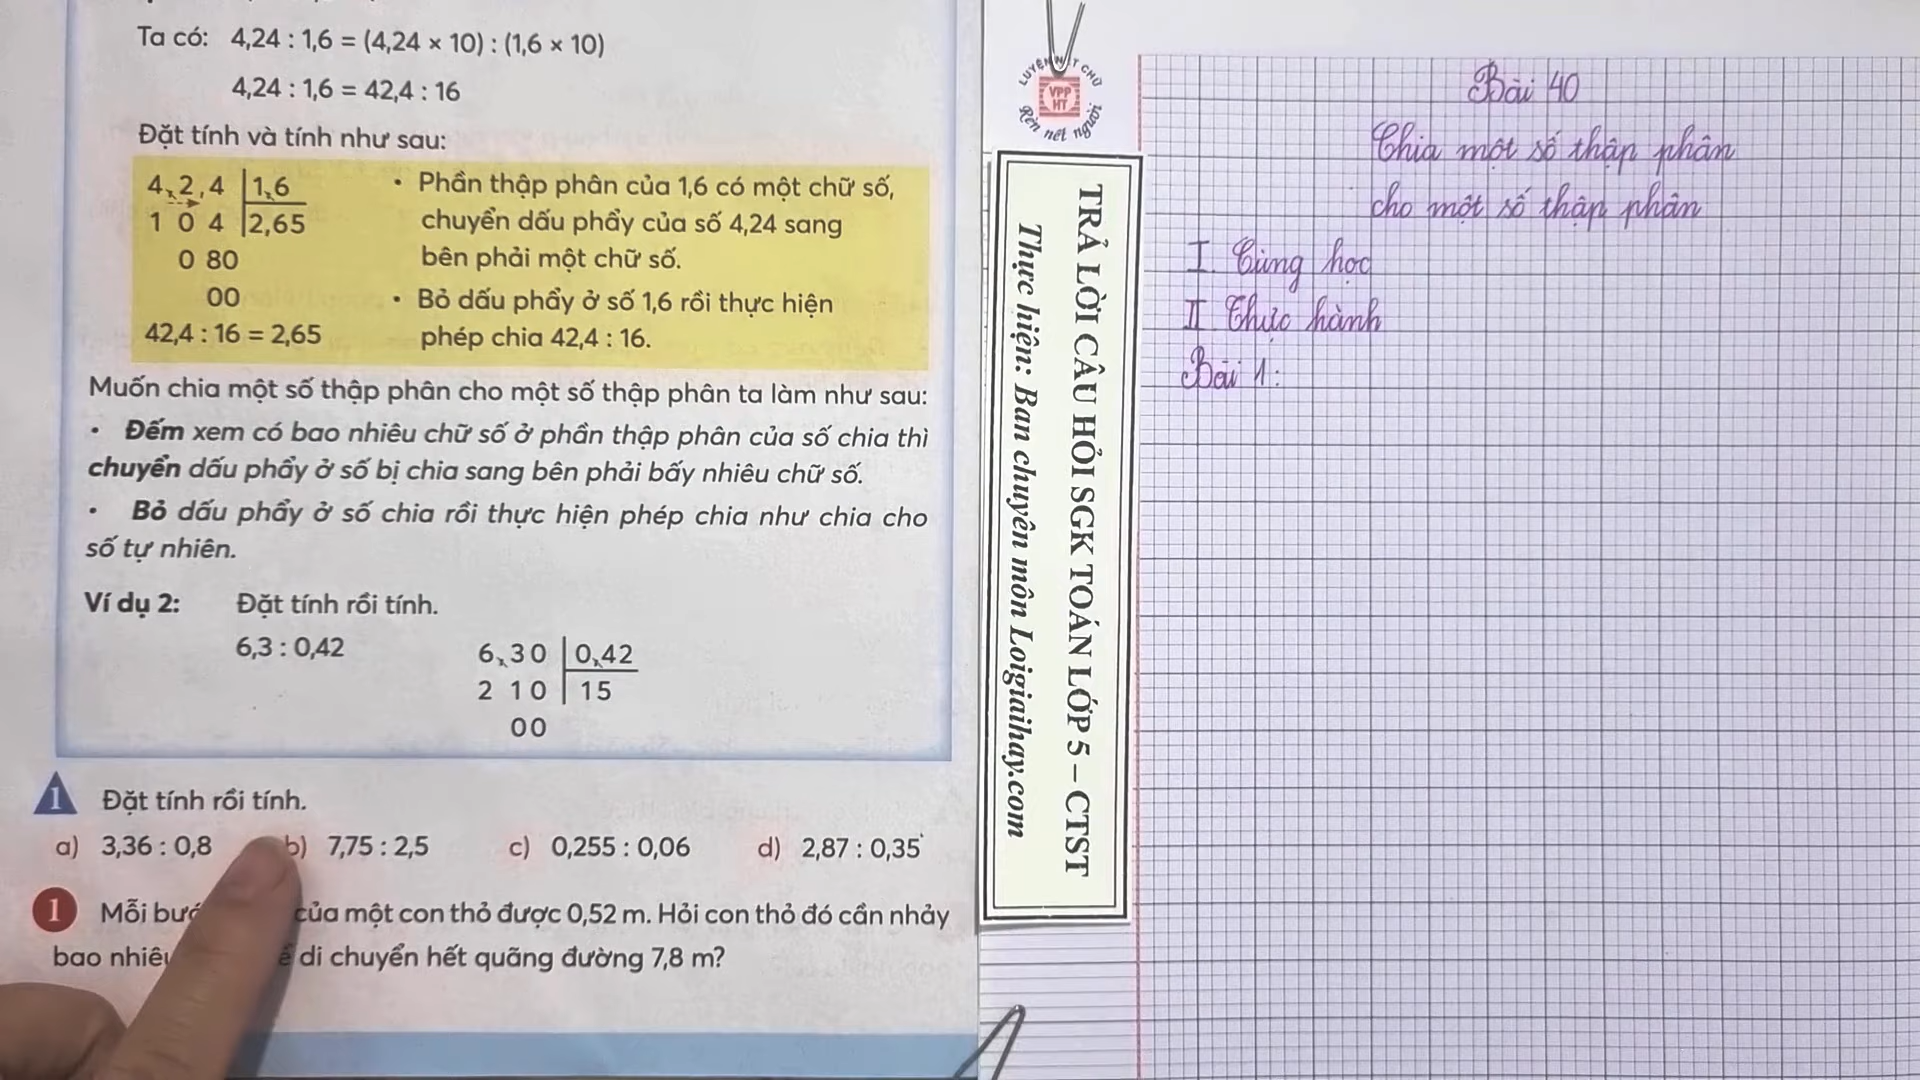 Ta có: 4,24 : 1,6 = (4,24 × 10) : (1,6 × 10)
4,24 : 1,6 = 42,4 : 16
Đặt tính và tính như sau:
4,2,4 1,6
1 0 4 2,65
0 80
00
42,4 : 16 = 2,65
• Phần thập phân của 1,6 có một chữ số,
chuyển dấu phẩy của số 4,24 sang
bên phải một chữ số.
• Bỏ dấu phẩy ở số 1,6 rồi thực hiện
phép chia 42,4 : 16.
Muốn chia một số thập phân cho một số thập phân ta làm như sau:
• Đếm xem có bao nhiêu chữ số ở phần thập phân của số chia thì
chuyển dấu phẩy ở số bị chia sang bên phải bấy nhiêu chữ số.
• Bỏ dấu phẩy ở số chia rồi thực hiện phép chia như chia cho
số tự nhiên.
Ví dụ 2: Đặt tính rồi tính.
6,3 : 0,42
6,30 0,42
2 10 15
00
1 Đặt tính rồi tính.
a) 3,36 : 0,8 b) 7,75 : 2,5 c) 0,255 : 0,06 d) 2,87 : 0,35
1 Mỗi của một con thỏ được 0,52 m. Hỏi con thỏ đó cần nhảy
bao di chuyển hết quãng đường 7,8 m?
LUYỆN NÉT CHỮ
VPP
HT
Rèn nết người
TRẢ LỜI CÂU HỎI SGK TOÁN LỚP 5 – CTST
Thực hiện: Ban chuyên môn Loigiaihay.com
Bài 40
Chia một số thập phân
cho một số thập phân
I. Cùng học
II Thực hành
Bài 1: